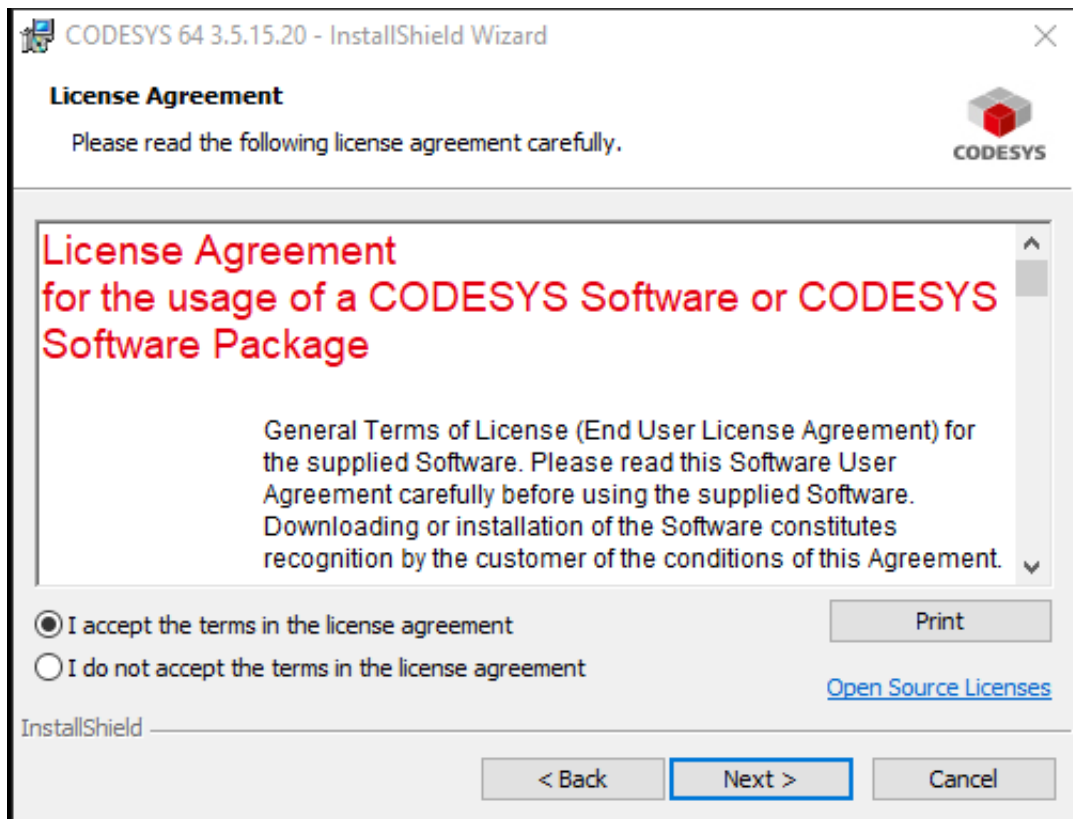 CODESYS 64 3.5.15.20 - InstallShield Wizard
License Agreement
Please read the following license agreement carefully.
CODESYS
License Agreement
for the usage of a CODESYS Software or CODESYS
Software Package
General Terms of License (End User License Agreement) for
the supplied Software. Please read this Software User
Agreement carefully before using the supplied Software.
Downloading or installation of the Software constitutes
recognition by the customer of the conditions of this Agreement.
I accept the terms in the license agreement
Print
I do not accept the terms in the license agreement
Open Source Licenses
InstallShield
< Back
Next >
Cancel